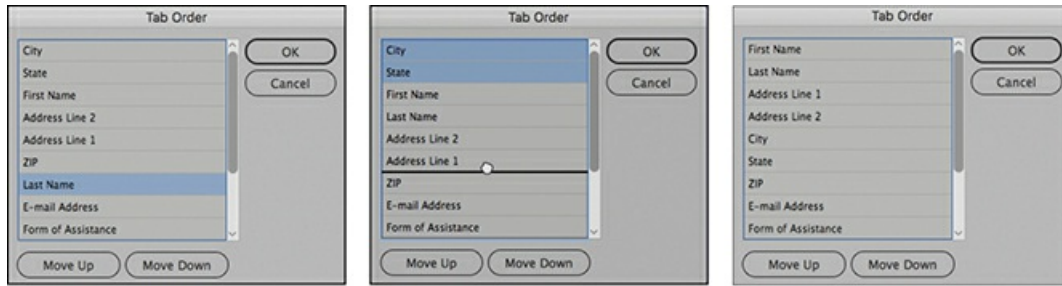 Tab Order
City
State
First Name
Address Line 2
Address Line 1
ZIP
Last Name
E-mail Address
Form of Assistance
OK
Cancel
Move Up
Move Down
Tab Order
City
State
First Name
Last Name
Address Line 2
Address Line 1
ZIP
E-mail Address
Form of Assistance
OK
Cancel
Move Up
Move Down
Tab Order
First Name
Last Name
Address Line 1
Address Line 2
City
State
ZIP
E-mail Address
Form of Assistance
OK
Cancel
Move Up
Move Down